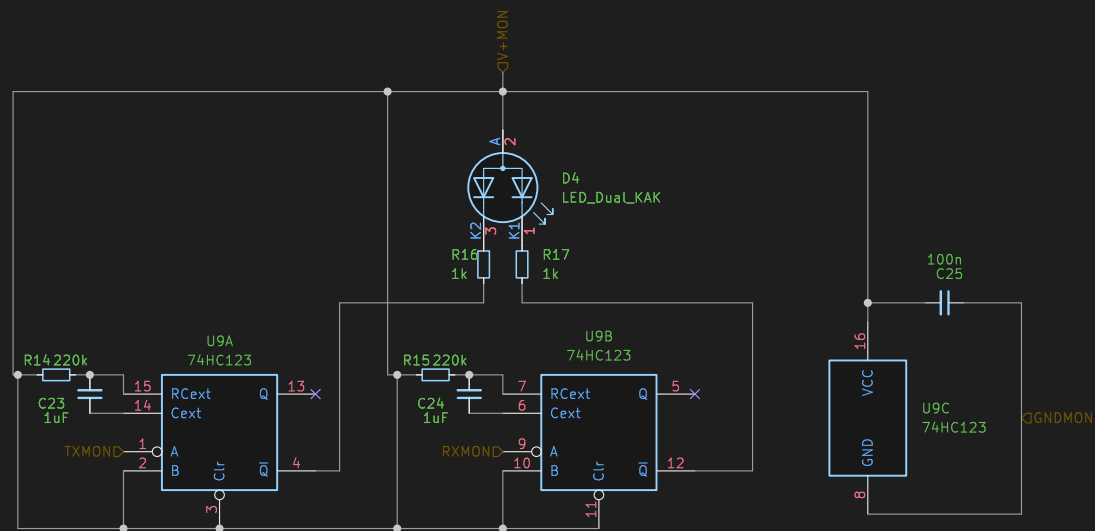 V+MON
A
2
D4
LED_Dual_KAK
K2
3
K1
1
R16
1k
R17
1k
100n
C25
16
VCC
GND
8
U9C
74HC123
GNDMON
U9A
74HC123
R14 220k
C23
1uF
15
RCext
Q
13
14
Cext
TXMON
1
A
2
B
Clr
Q
4
3
U9B
74HC123
R15 220k
C24
1uF
7
RCext
Q
5
6
Cext
RXMON
9
A
10
B
Clr
Q
12
11